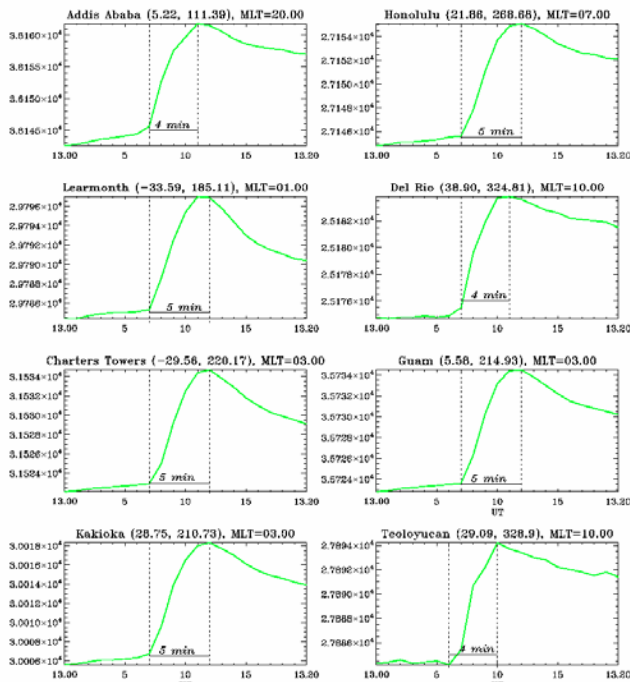 Addis Ababa (5.22, 111.39), MLT=20.00
3.5160×10⁴
3.5155×10⁴
3.5150×10⁴
3.5145×10⁴
4 min
13.00 5 10 15 13.20
Honolulu (21.86, 268.68), MLT=07.00
2.7154×10⁴
2.7152×10⁴
2.7150×10⁴
2.7148×10⁴
2.7146×10⁴
5 min
13.00 5 10 15 13.20
Learmonth (-33.59, 185.11), MLT=01.00
2.9796×10⁴
2.9794×10⁴
2.9792×10⁴
2.9790×10⁴
2.9788×10⁴
2.9786×10⁴
5 min
13.00 5 10 15 13.20
Del Rio (38.90, 324.81), MLT=10.00
2.5182×10⁴
2.5180×10⁴
2.5178×10⁴
2.5176×10⁴
4 min
13.00 5 10 15 13.20
Charters Towers (-29.56, 220.17), MLT=03.00
3.1534×10⁴
3.1532×10⁴
3.1530×10⁴
3.1528×10⁴
3.1526×10⁴
3.1524×10⁴
5 min
13.00 5 10 15 13.20
Guam (5.58, 214.93), MLT=03.00
3.5734×10⁴
3.5732×10⁴
3.5730×10⁴
3.5728×10⁴
3.5726×10⁴
3.5724×10⁴
5 min
13.00 5 10 15 13.20
UT
Kakioka (28.75, 210.73), MLT=03.00
3.0018×10⁴
3.0016×10⁴
3.0014×10⁴
3.0012×10⁴
3.0010×10⁴
3.0008×10⁴
3.0006×10⁴
5 min
13.00 5 10 15 13.20
Teoloyucan (29.09, 328.9), MLT=10.00
2.7894×10⁴
2.7892×10⁴
2.7890×10⁴
2.7888×10⁴
2.7886×10⁴
4 min
13.00 5 10 15 13.20